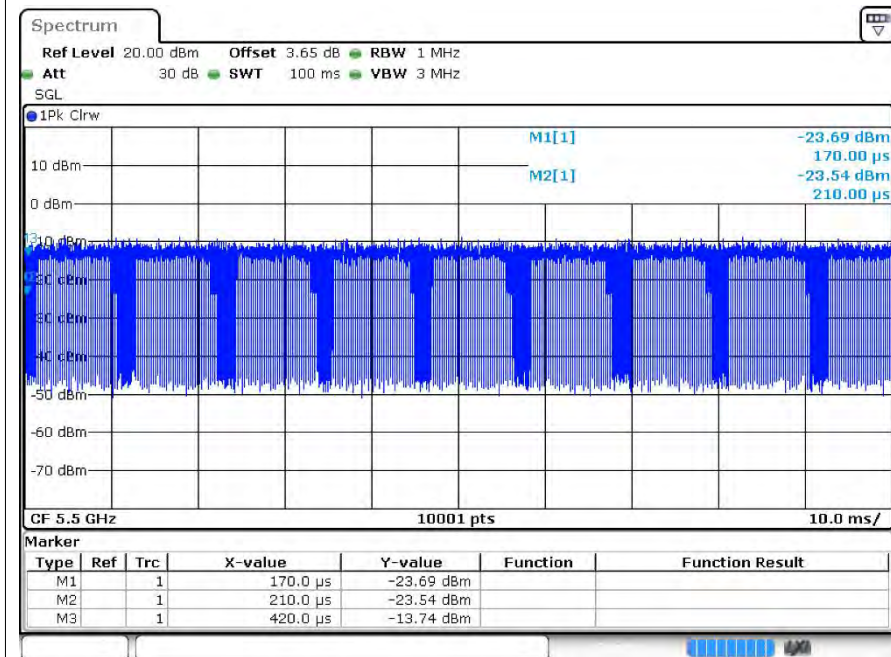 Spectrum
Ref Level 20.00 dBm Offset 3.65 dB RBW 1 MHz
Att 30 dB SWT 100 ms VBW 3 MHz
SGL
1Pk Clrw
M1[1] -23.69 dBm
170.00 µs
10 dBm
M2[1] -23.54 dBm
210.00 µs
0 dBm
-50 dBm
-60 dBm
-70 dBm
CF 5.5 GHz 10001 pts 10.0 ms/
Marker
Type Ref Trc X-value Y-value Function Function Result
M1 1 170.0 µs -23.69 dBm
M2 1 210.0 µs -23.54 dBm
M3 1 420.0 µs -13.74 dBm